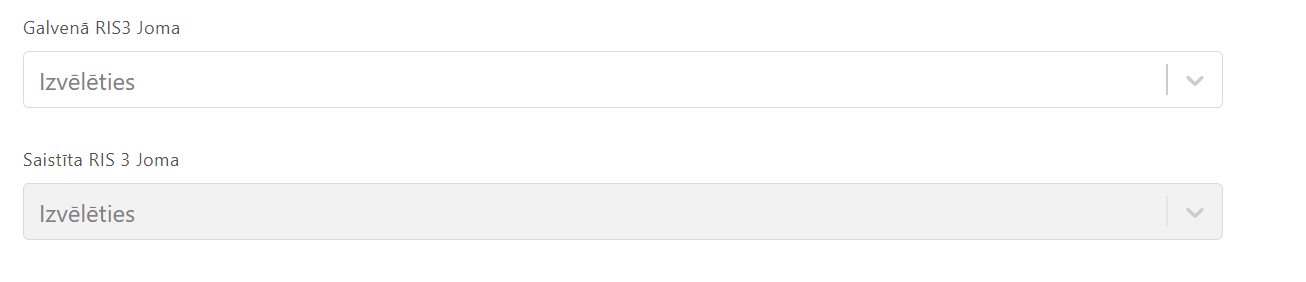 Galvenā RIS3 Joma
Izvēlēties
Saistīta RIS 3 Joma
Izvēlēties